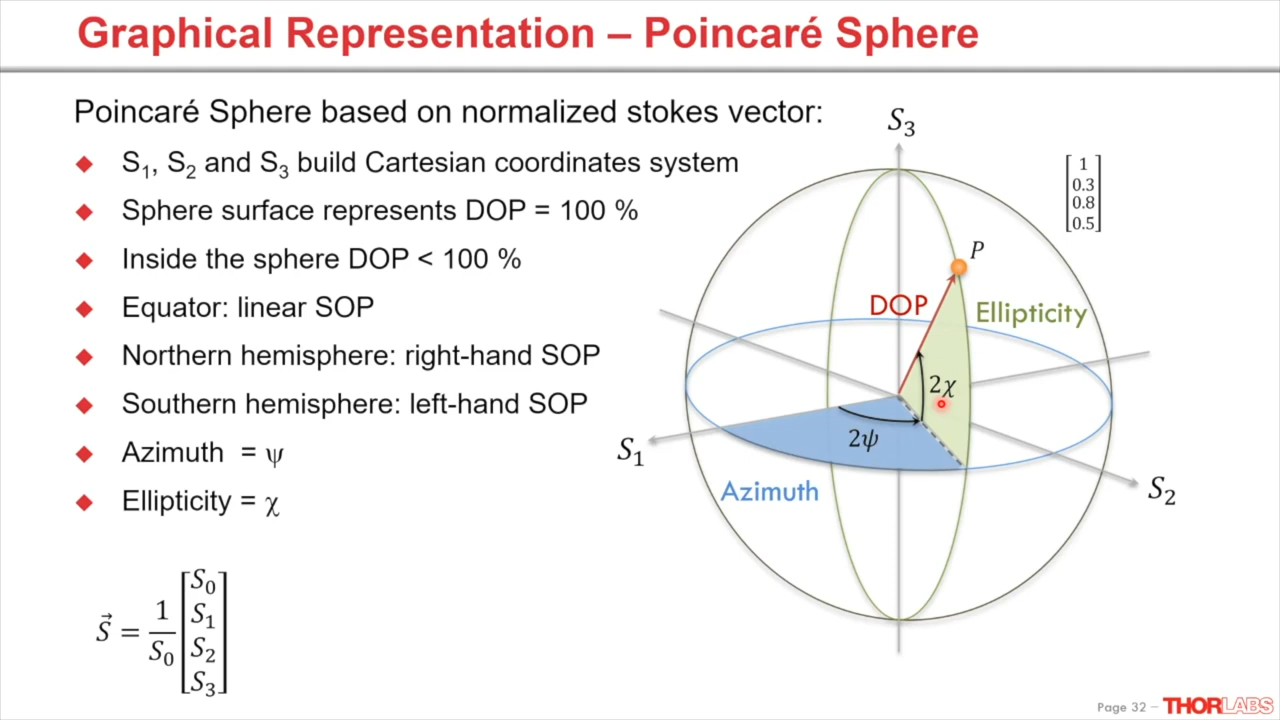 Graphical Representation – Poincaré Sphere
Poincaré Sphere based on normalized stokes vector:
◆ S₁, S₂ and S₃ build Cartesian coordinates system
◆ Sphere surface represents DOP = 100 %
◆ Inside the sphere DOP < 100 %
◆ Equator: linear SOP
◆ Northern hemisphere: right-hand SOP
◆ Southern hemisphere: left-hand SOP
◆ Azimuth = ψ
◆ Ellipticity = χ
S⃗ = 1/S₀ [S₀ S₁ S₂ S₃]
S₃
[1
0.3
0.8
0.5]
P
DOP
Ellipticity
2χ
2ψ
S₁
Azimuth
S₂
Page 32 – THORLABS